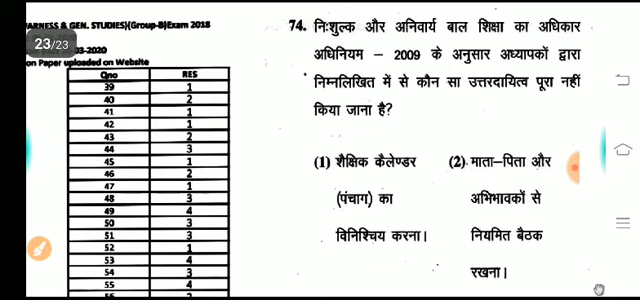 ARNESS & GEN. STUDIES)(Group-B)Exam 2018
23/23
03-2020
on Paper uploaded on Website
Qno RES
39 1
40 2
41 1
42 1
43 2
44 3
45 1
46 2
47 1
48 3
49 4
50 3
51 3
52 1
53 4
54 3
55 4
74. निःशुल्क और अनिवार्य बाल शिक्षा का अधिकार
अधिनियम – 2009 के अनुसार अध्यापकों द्वारा
निम्नलिखित में से कौन सा उत्तरदायित्व पूरा नहीं
किया जाना है?
(1) शैक्षिक कैलेण्डर
(पंचाग) का
विनिश्चिय करना।
(2) माता–पिता और
अभिभावकों से
नियमित बैठक
रखना।